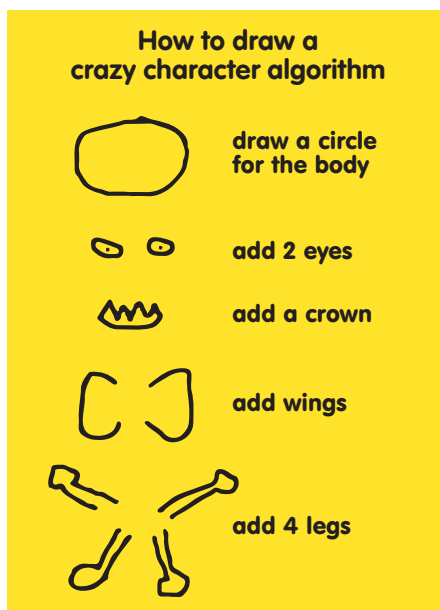 How to draw a
crazy character algorithm
draw a circle
for the body
add 2 eyes
add a crown
add wings
add 4 legs